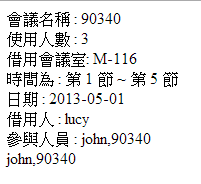 會議名稱 : 90340
使用人數 : 3
借用會議室: M-116
時間為 : 第 1 節 ~ 第 5 節
日期 : 2013-05-01
借用人 : lucy
參與人員 : john,90340
john,90340